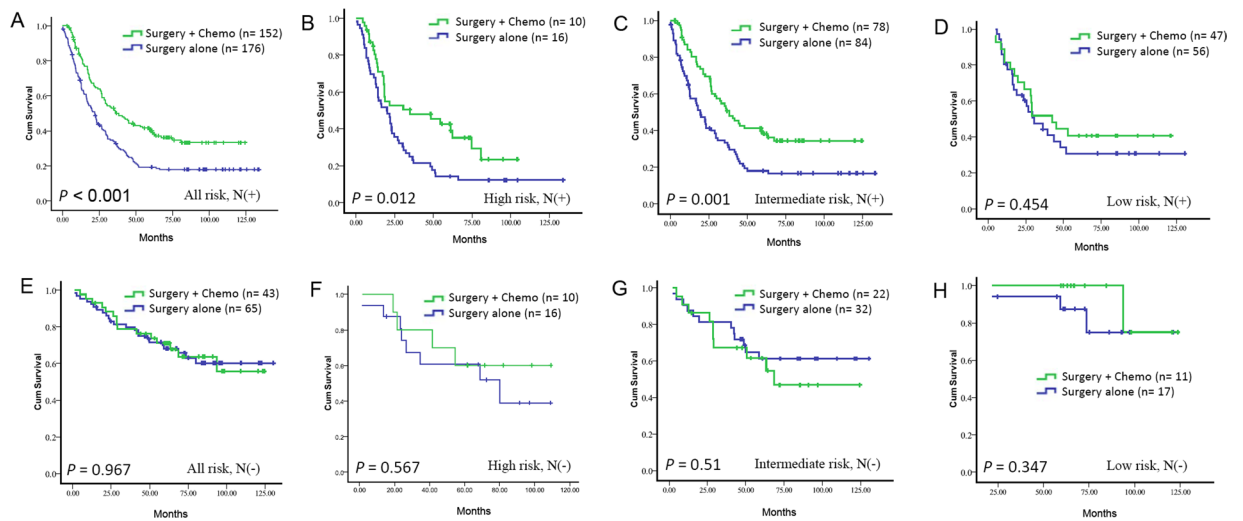 A
Surgery + Chemo (n= 152)
Surgery alone (n= 176)
Cum Survival
1.0
0.8
0.6
0.4
0.2
0.0
P < 0.001
All risk, N(+)
0.00 25.00 50.00 75.00 100.00 125.00
Months
B
Surgery + Chemo (n= 10)
Surgery alone (n= 16)
Cum Survival
1.0
0.8
0.6
0.4
0.2
0.0
P = 0.012
High risk, N(+)
0.00 25.00 50.00 75.00 100.00 125.00
Months
C
Surgery + Chemo (n= 78)
Surgery alone (n= 84)
Cum Survival
1.0
0.8
0.6
0.4
0.2
0.0
P = 0.001
Intermediate risk, N(+)
0.00 25.00 50.00 75.00 100.00 125.00
Months
D
Surgery + Chemo (n= 47)
Surgery alone (n= 56)
Cum Survival
1.0
0.8
0.6
0.4
0.2
0.0
P = 0.454
Low risk, N(+)
0.00 25.00 50.00 75.00 100.00 125.00
Months
E
Surgery + Chemo (n= 43)
Surgery alone (n= 65)
Cum Survival
1.0
0.8
0.6
0.4
0.2
0.0
P = 0.967
All risk, N(-)
0.00 25.00 50.00 75.00 100.00 125.00
Months
F
Surgery + Chemo (n= 10)
Surgery alone (n= 16)
Cum Survival
1.0
0.8
0.6
0.4
0.2
0.0
P = 0.567
High risk, N(-)
0.00 20.00 40.00 60.00 80.00 100.00 120.00
Months
G
Surgery + Chemo (n= 22)
Surgery alone (n= 32)
Cum Survival
1.0
0.8
0.6
0.4
0.2
0.0
P = 0.51
Intermediate risk, N(-)
0.00 25.00 50.00 75.00 100.00 125.00
Months
H
Surgery + Chemo (n= 11)
Surgery alone (n= 17)
Cum Survival
1.0
0.8
0.6
0.4
0.2
0.0
P = 0.347
Low risk, N(-)
25.00 50.00 75.00 100.00 125.00
Months